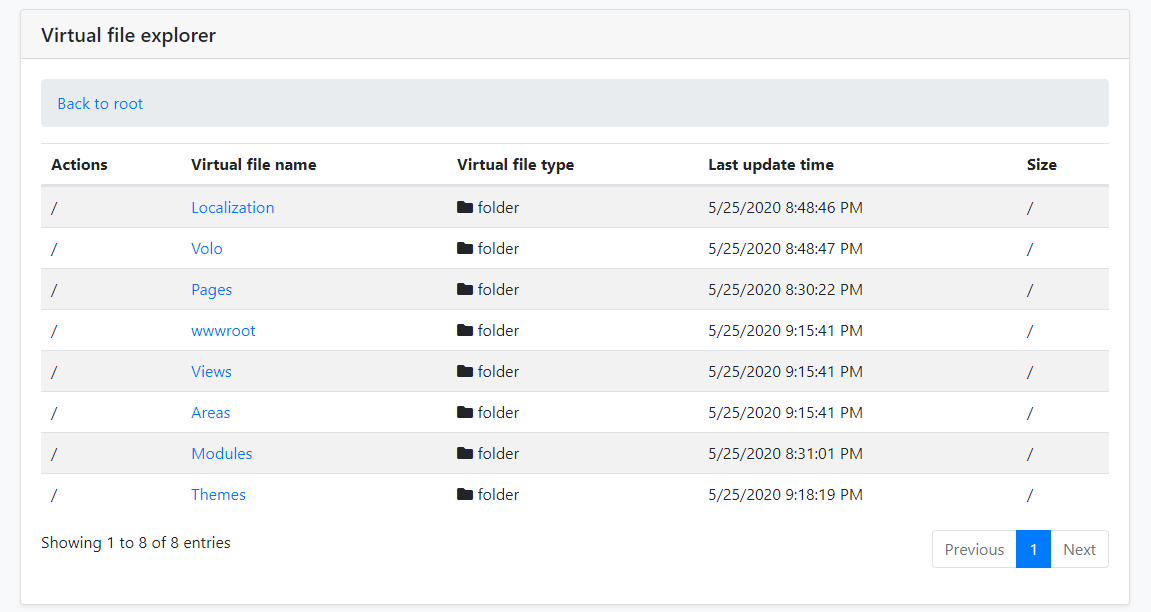 Virtual file explorer
Back to root
Actions Virtual file name Virtual file type Last update time Size
/ Localization folder 5/25/2020 8:48:46 PM /
/ Volo folder 5/25/2020 8:48:47 PM /
/ Pages folder 5/25/2020 8:30:22 PM /
/ wwwroot folder 5/25/2020 9:15:41 PM /
/ Views folder 5/25/2020 9:15:41 PM /
/ Areas folder 5/25/2020 9:15:41 PM /
/ Modules folder 5/25/2020 8:31:01 PM /
/ Themes folder 5/25/2020 9:18:19 PM /
Showing 1 to 8 of 8 entries Previous 1 Next